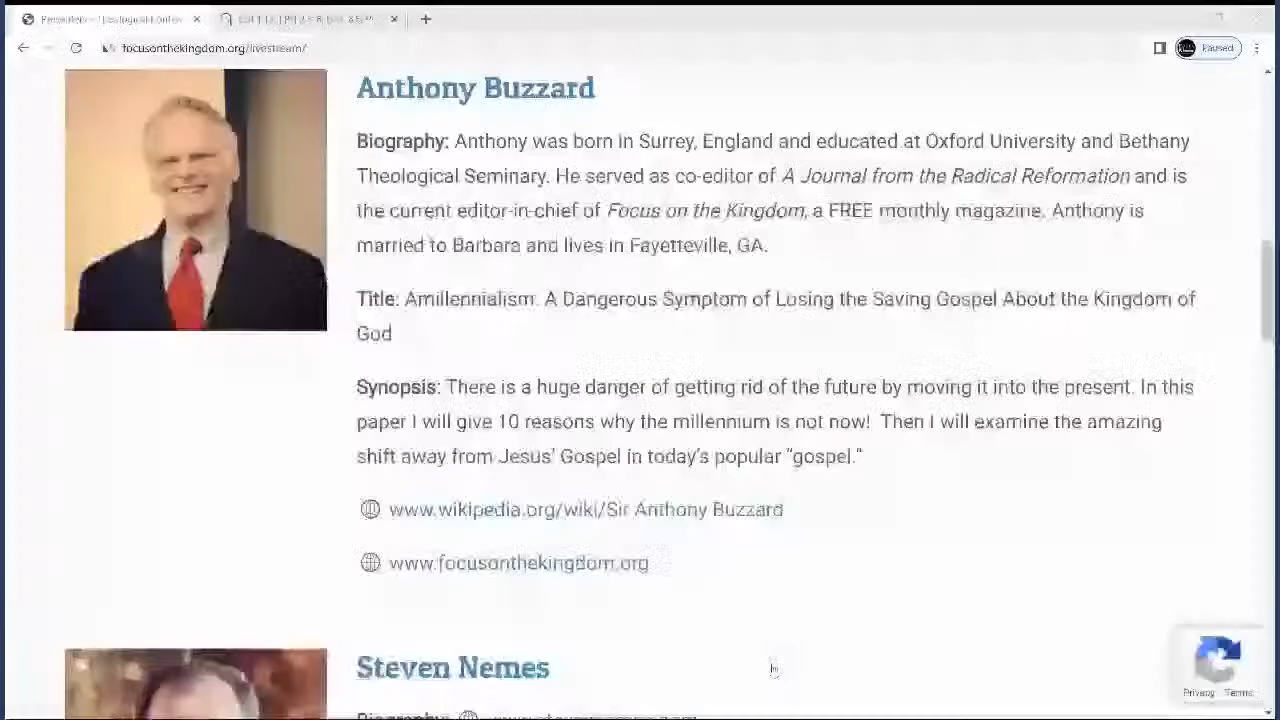 focusonthekingdom.org/livestream/
Paused
Anthony Buzzard
Biography: Anthony was born in Surrey, England and educated at Oxford University and Bethany
Theological Seminary. He served as co-editor of A Journal from the Radical Reformation and is
the current editor-in-chief of Focus on the Kingdom, a FREE monthly magazine. Anthony is
married to Barbara and lives in Fayetteville, GA.
Title: Amillennialism: A Dangerous Symptom of Losing the Saving Gospel About the Kingdom of
God
Synopsis: There is a huge danger of getting rid of the future by moving it into the present. In this
paper I will give 10 reasons why the millennium is not now! Then I will examine the amazing
shift away from Jesus’ Gospel in today’s popular “gospel.”
www.wikipedia.org/wiki/Sir Anthony Buzzard
www.focusonthekingdom.org
Steven Nemes
Privacy Terms
Biography: